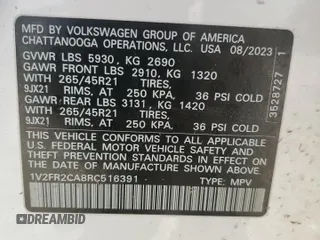 MFD BY VOLKSWAGEN GROUP OF AMERICA
CHATTANOOGA OPERATIONS, LLC. USA 08/2023
GVWR LBS 5930, KG 2690
GAWR FRONT LBS 2910, KG 1320
WITH 265/45R21 TIRES,
9JX21 RIMS, AT 250 KPA, 36 PSI COLD
GAWR REAR LBS 3131, KG 1420
WITH 265/45R21 TIRES.
9JX21 RIMS, AT 250 KPA, 36 PSI COLD
THIS VEHICLE CONFORMS TO ALL APPLICABLE
FEDERAL MOTOR VEHICLE SAFETY STANDARDS
IN EFFECT ON THE DATE OF MANUFACTURE
SHOWN ABOVE.
1V2FR2CA8RC516391 TYPE: MPV
3528727 1
IDRIVEBID